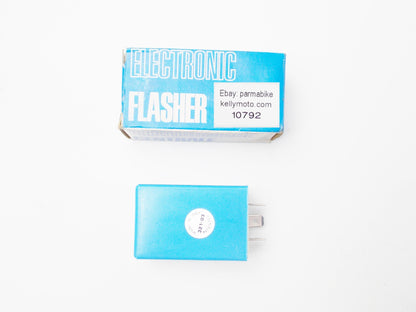 ELECTRONIC
FLASHER
Ebay: parmabike
kellymoto.com
10792